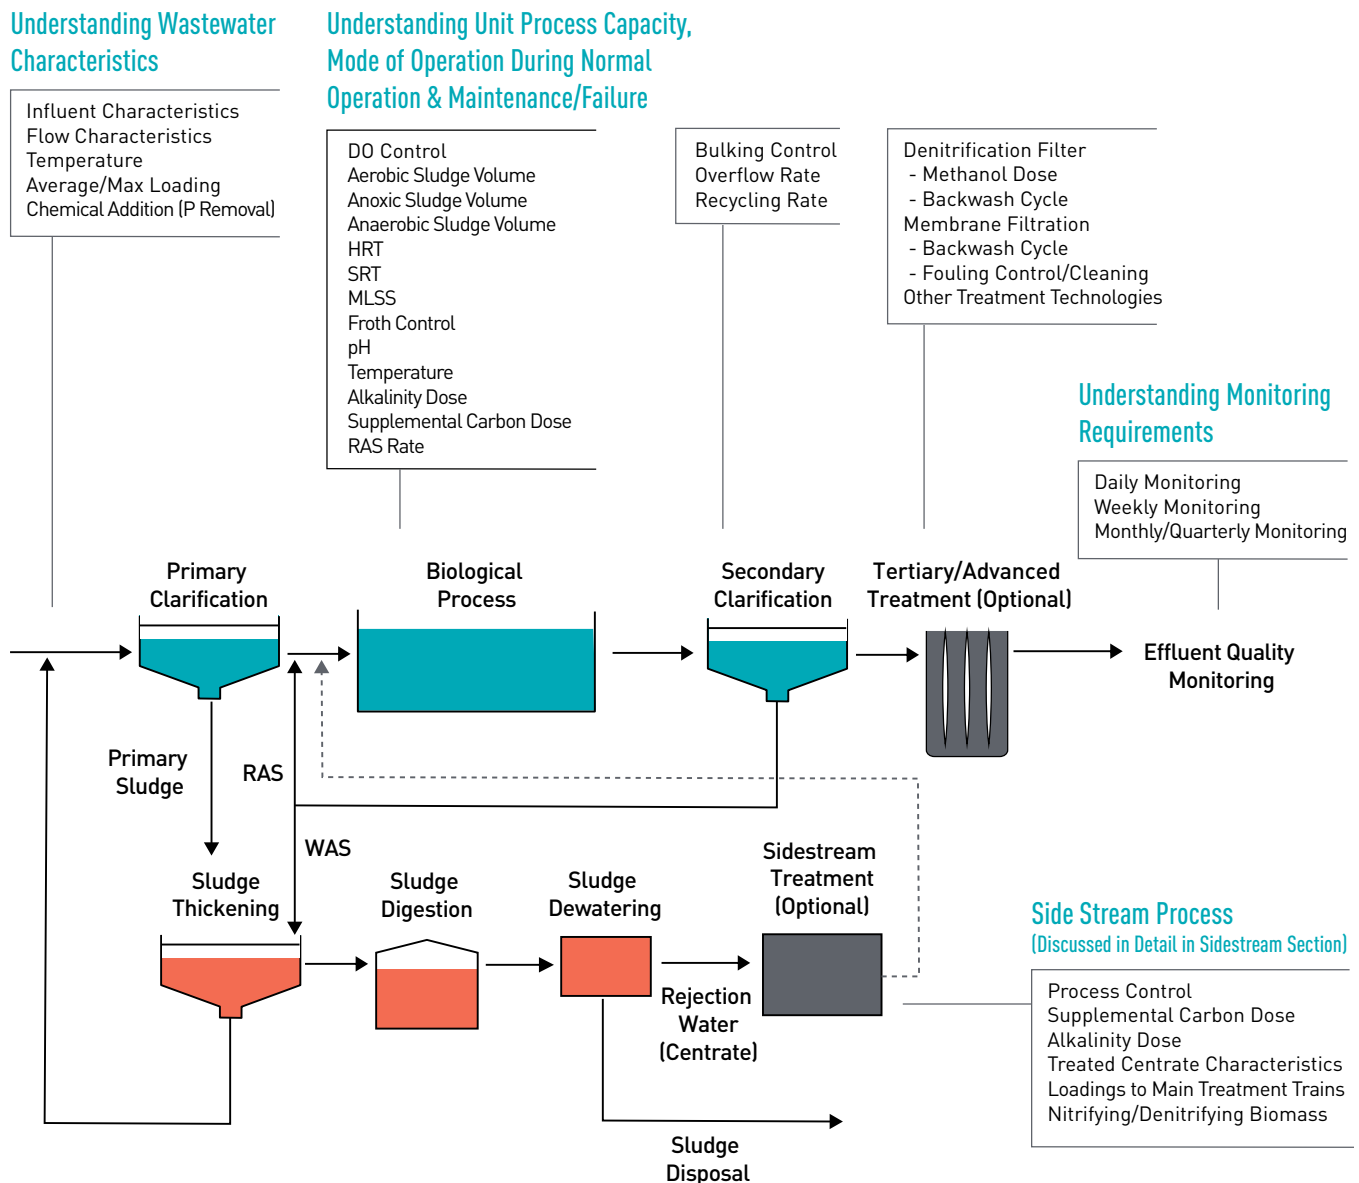 Understanding Wastewater
Characteristics
Influent Characteristics
Flow Characteristics
Temperature
Average/Max Loading
Chemical Addition (P Removal)
Understanding Unit Process Capacity,
Mode of Operation During Normal
Operation & Maintenance/Failure
DO Control
Aerobic Sludge Volume
Anoxic Sludge Volume
Anaerobic Sludge Volume
HRT
SRT
MLSS
Froth Control
pH
Temperature
Alkalinity Dose
Supplemental Carbon Dose
RAS Rate
Bulking Control
Overflow Rate
Recycling Rate
Denitrification Filter
- Methanol Dose
- Backwash Cycle
Membrane Filtration
- Backwash Cycle
- Fouling Control/Cleaning
Other Treatment Technologies
Understanding Monitoring
Requirements
Daily Monitoring
Weekly Monitoring
Monthly/Quarterly Monitoring
Primary
Clarification
Biological
Process
Secondary
Clarification
Tertiary/Advanced
Treatment (Optional)
Effluent Quality
Monitoring
Primary
Sludge
RAS
WAS
Sludge
Thickening
Sludge
Digestion
Sludge
Dewatering
Sidestream
Treatment
(Optional)
Rejection
Water
(Centrate)
Sludge
Disposal
Side Stream Process
(Discussed in Detail in Sidestream Section)
Process Control
Supplemental Carbon Dose
Alkalinity Dose
Treated Centrate Characteristics
Loadings to Main Treatment Trains
Nitrifying/Denitrifying Biomass